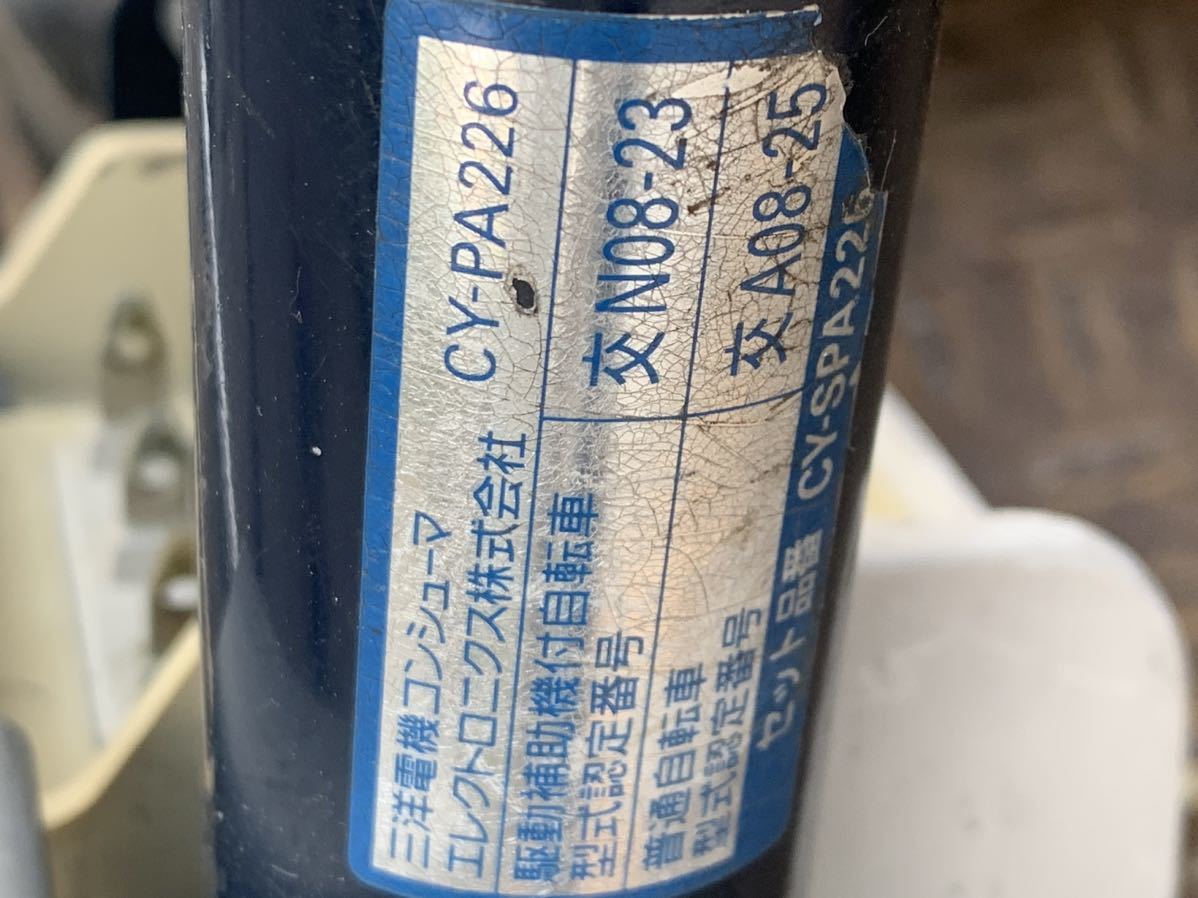 三洋電機コンシューマ
エレクトロニクス株式会社
CY-PA226
駆動補助機付自転車
型式認定番号
交N08-23
普通自転車
型式認定番号
交A08-25
セット品番
CY-SPA226